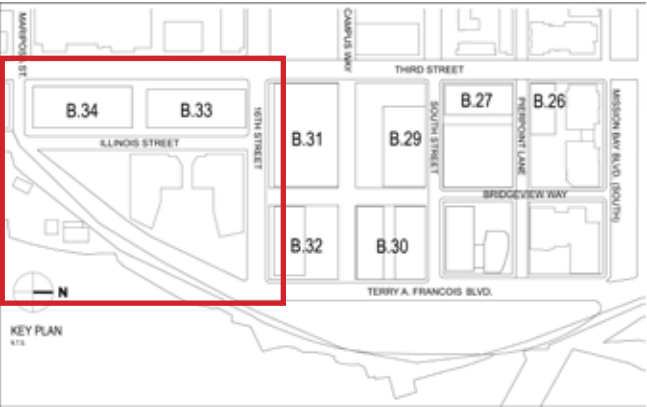 MARIPOSA ST.
CAMPUS WAY
THIRD STREET
B.34
B.33
16TH STREET
B.31
B.29
SOUTH STREET
B.27
PIERPOINT LANE
B.26
MISSION BAY BLVD. (SOUTH)
ILLINOIS STREET
BRIDGEVIEW WAY
B.32
B.30
N
TERRY A. FRANCOIS BLVD.
KEY PLAN
N.T.S.